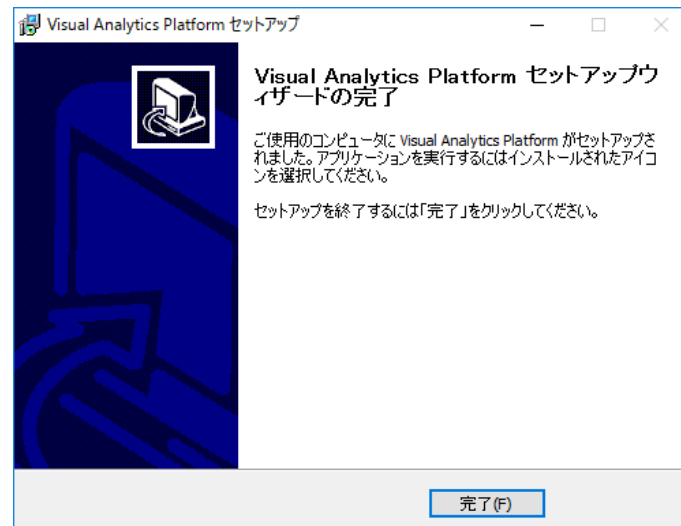 Visual Analytics Platform セットアップ
Visual Analytics Platform セットアップウ
ィザードの完了
ご使用のコンピュータに Visual Analytics Platform がセットアップさ
れました。アプリケーションを実行するにはインストールされたアイコ
ンを選択してください。
セットアップを終了するには「完了」をクリックしてください。
完了(F)